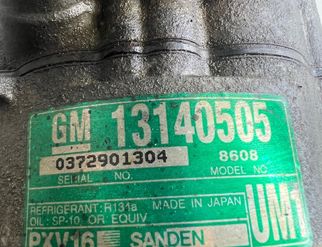 GM 13140505
0372901304 8608
SERIAL NO. MODEL NO.
REFRIGERANT:R131a MADE IN JAPAN
OIL: SP-10 OR EQUIV UM1
PXV16 SANDEN